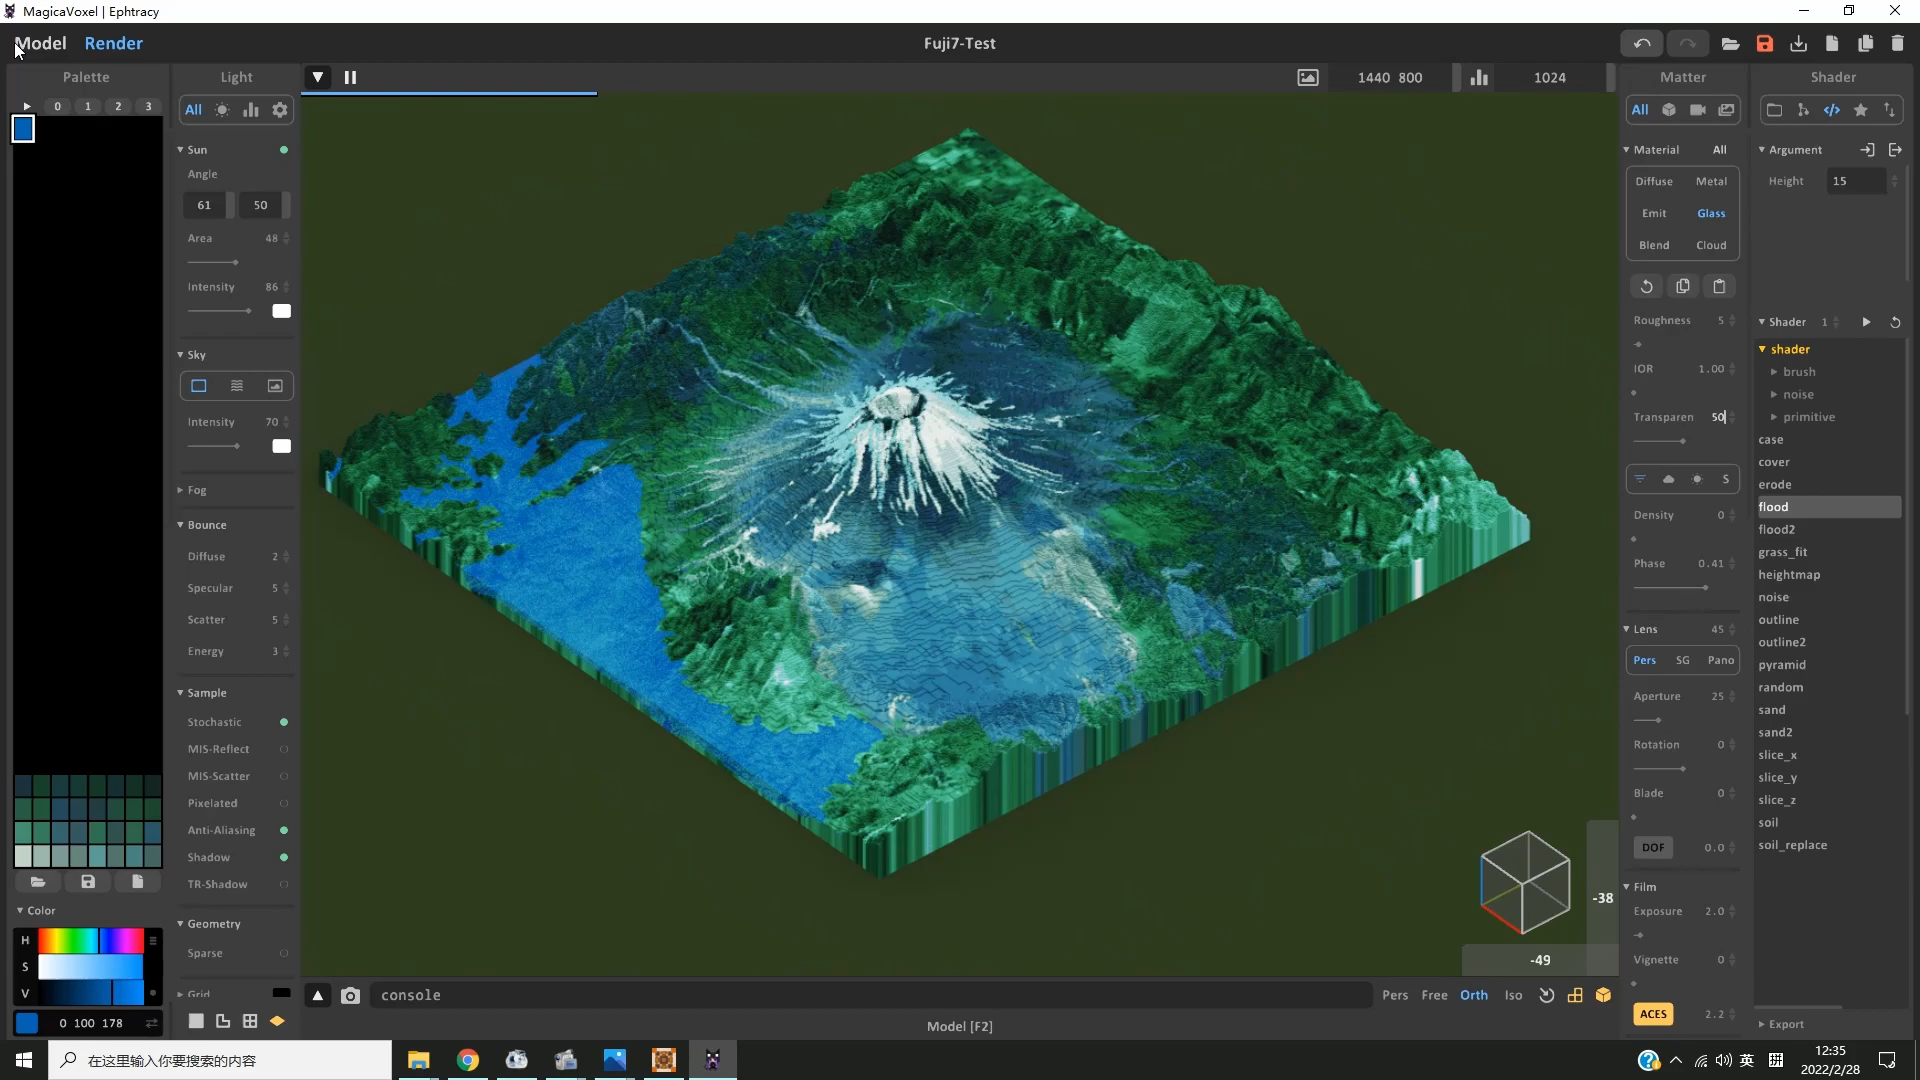 MagicaVoxel | Ephtracy
Model Render
Fuji7-Test
Palette
0 1 2 3
Color
H
S
V
0 100 178
Light
All
Sun
Angle
61 50
Area 48
Intensity 86
Sky
Intensity 70
Fog
Bounce
Diffuse 2
Specular 5
Scatter 5
Energy 3
Sample
Stochastic
MIS-Reflect
MIS-Scatter
Pixelated
Anti-Aliasing
Shadow
TR-Shadow
Geometry
Sparse
Grid
1440 800
1024
-38
-49
console
Pers Free Orth Iso
Model [F2]
Matter
All
Material All
Diffuse Metal
Emit Glass
Blend Cloud
Roughness 5
IOR 1.00
Transparen 50
S
Density 0
Phase 0.41
Lens 45
Pers SG Pano
Aperture 25
Rotation 0
Blade 0
DOF 0.0
Film
Exposure 2.0
Vignette 0
ACES 2.2
Shader
Argument
Height 15
Shader 1
shader
brush
noise
primitive
case
cover
erode
flood
flood2
grass_fit
heightmap
noise
outline
outline2
pyramid
random
sand
sand2
slice_x
slice_y
slice_z
soil
soil_replace
Export
在这里输入你要搜索的内容
英
12:35
2022/2/28